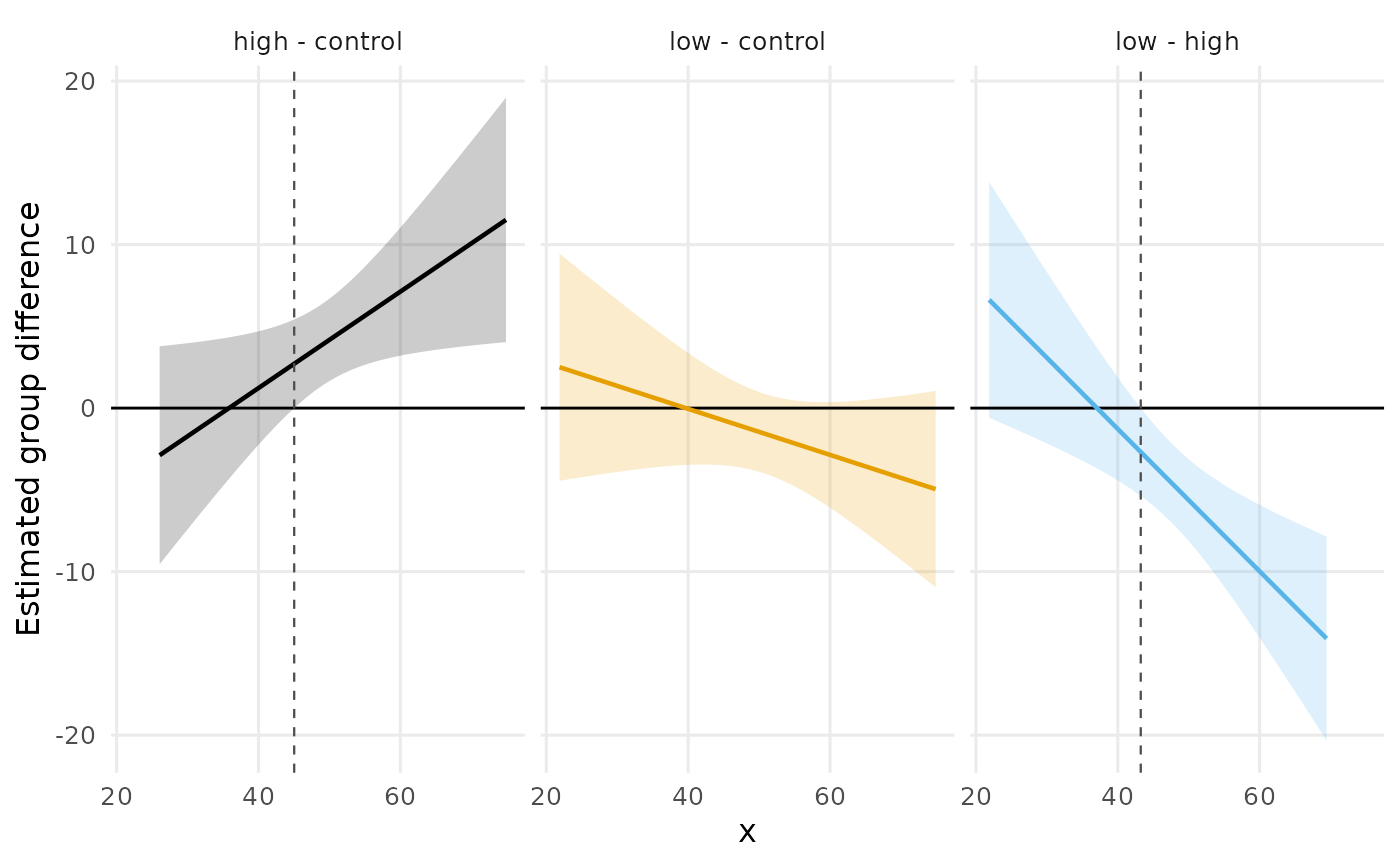 high - control
low - control
low - high
Estimated group difference
20
10
0
-10
-20
20 40 60
20 40 60
20 40 60
x